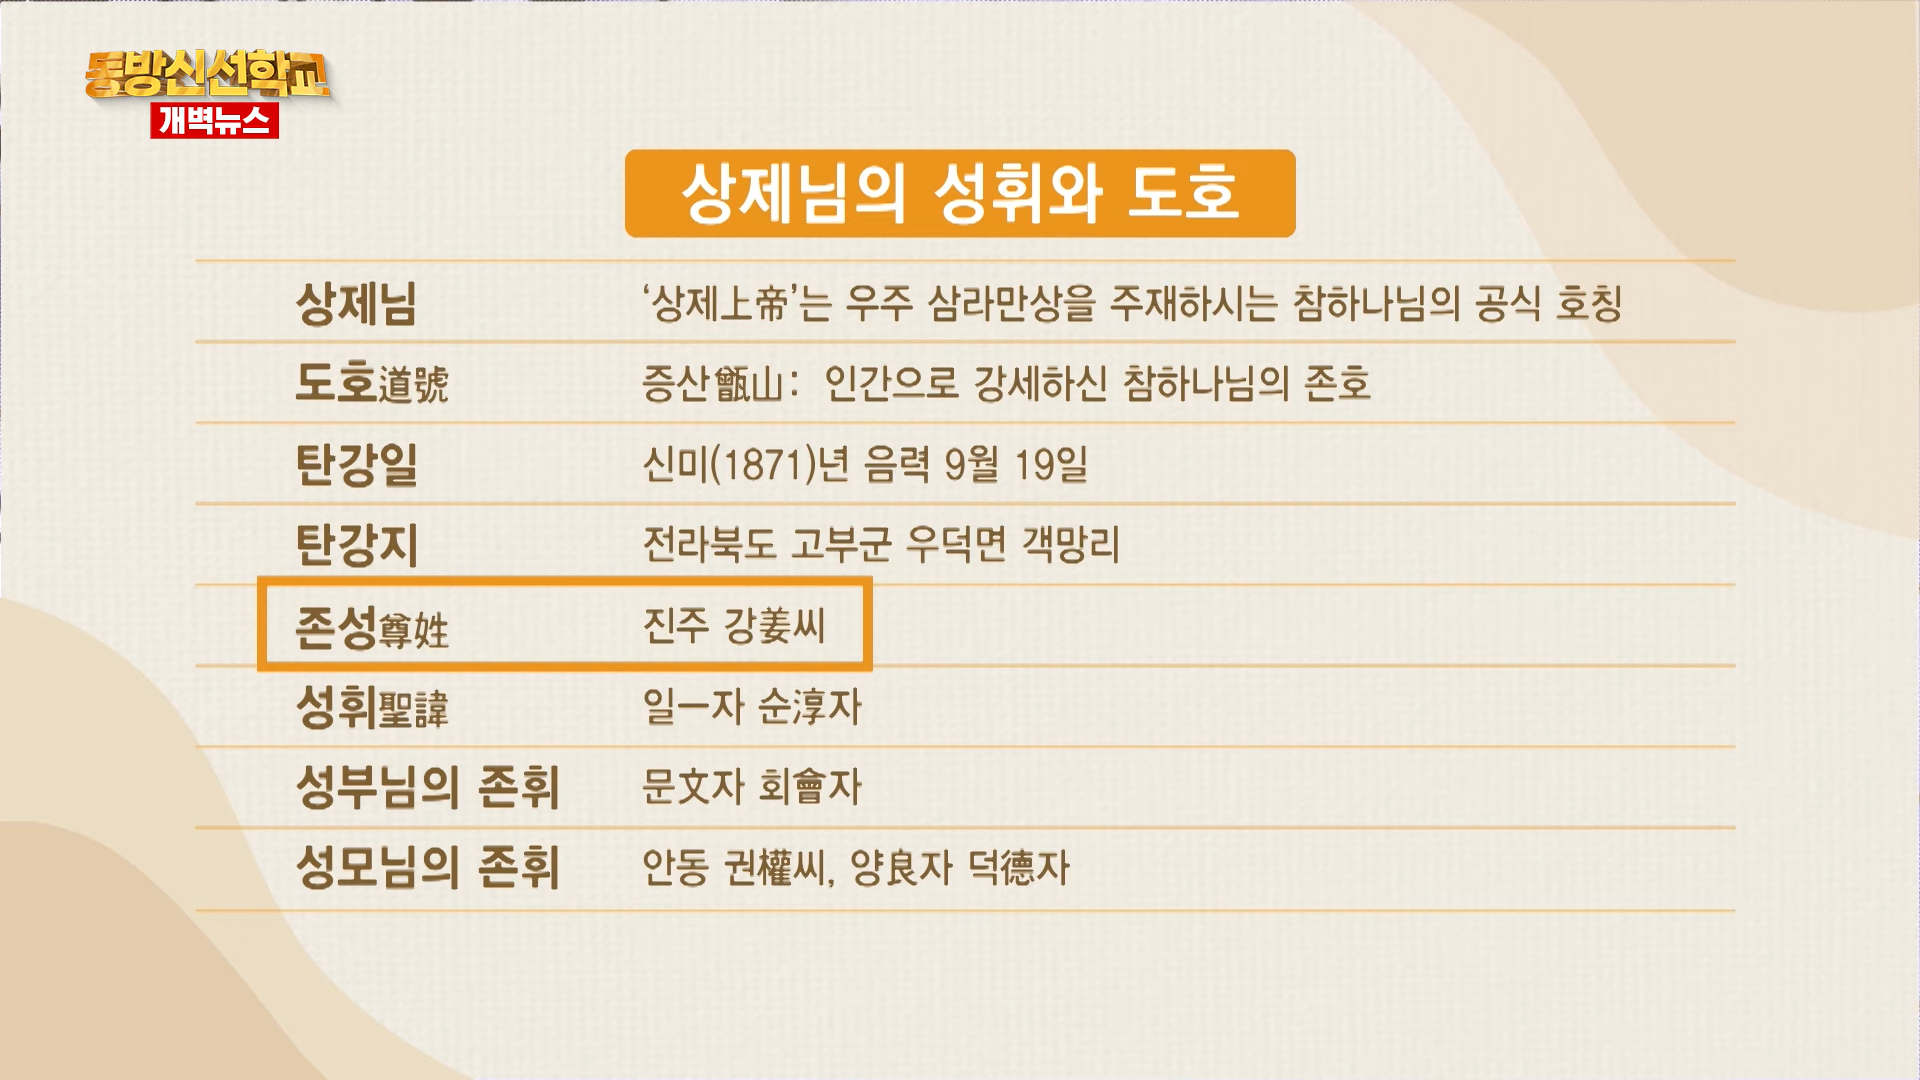 동방신선학교
개벽뉴스
상제님의 성휘와 도호
상제님 ‘상제上帝’는 우주 삼라만상을 주재하시는 참하나님의 공식 호칭
도호道號 증산甑山: 인간으로 강세하신 참하나님의 존호
탄강일 신미(1871)년 음력 9월 19일
탄강지 전라북도 고부군 우덕면 객망리
존성尊姓 진주 강姜씨
성휘聖諱 일一자 순淳자
성부님의 존휘 문文자 회會자
성모님의 존휘 안동 권權씨, 양良자 덕德자